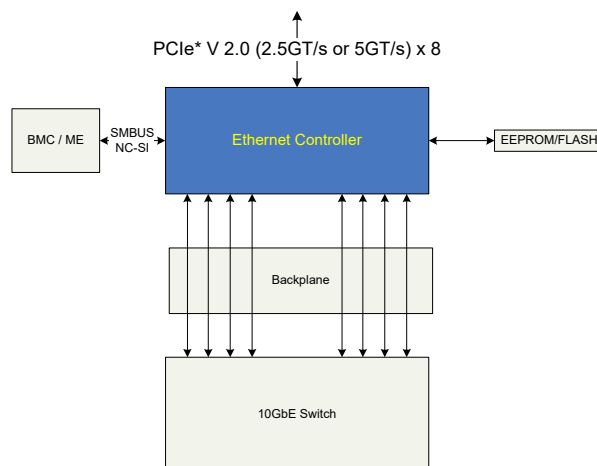 PCIe* V 2.0 (2.5GT/s or 5GT/s) x 8
BMC / ME
SMBUS
NC-SI
Ethernet Controller
EEPROM/FLASH
Backplane
10GbE Switch